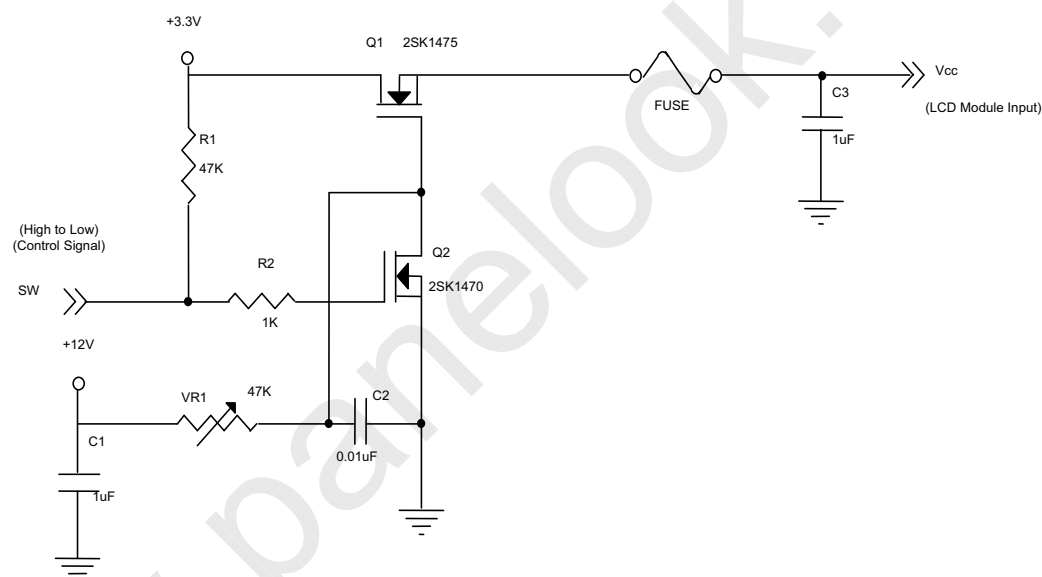 +3.3V
Q1 2SK1475
FUSE
Vcc
C3
(LCD Module Input)
1uF
R1
47K
(High to Low)
(Control Signal)
SW
R2
1K
Q2
2SK1470
+12V
VR1
47K
C2
C1
0.01uF
1uF
panelook.